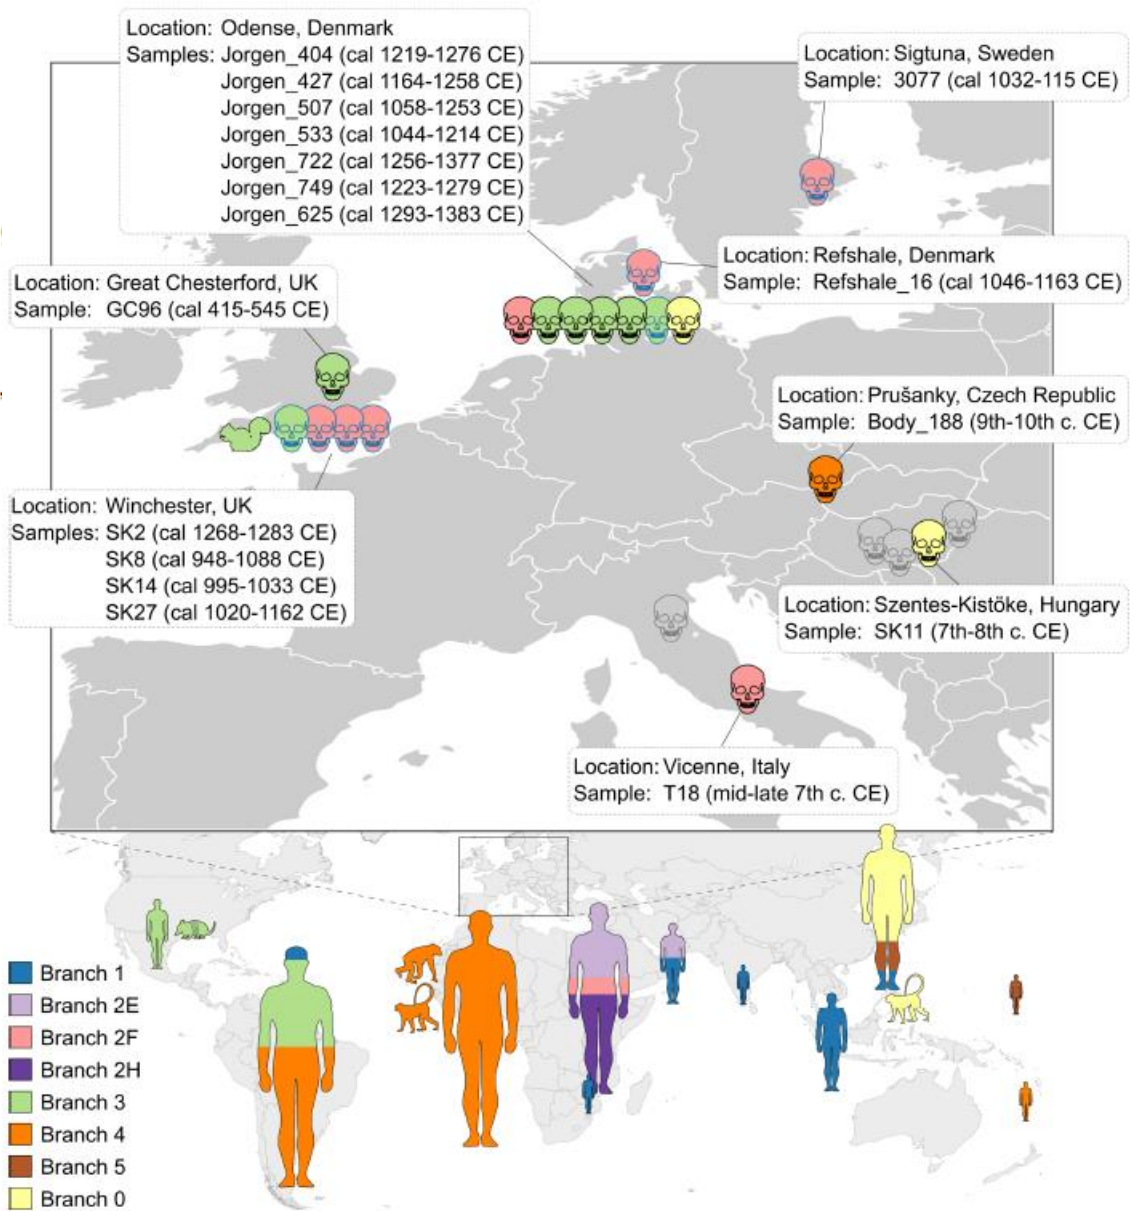 Location: Odense, Denmark
Samples: Jorgen_404 (cal 1219-1276 CE)
Jorgen_427 (cal 1164-1258 CE)
Jorgen_507 (cal 1058-1253 CE)
Jorgen_533 (cal 1044-1214 CE)
Jorgen_722 (cal 1256-1377 CE)
Jorgen_749 (cal 1223-1279 CE)
Jorgen_625 (cal 1293-1383 CE)
Location: Sigtuna, Sweden
Sample: 3077 (cal 1032-115 CE)
Location: Refshale, Denmark
Sample: Refshale_16 (cal 1046-1163 CE)
Location: Great Chesterford, UK
Sample: GC96 (cal 415-545 CE)
Location: Prušanky, Czech Republic
Sample: Body_188 (9th-10th c. CE)
Location: Winchester, UK
Samples: SK2 (cal 1268-1283 CE)
SK8 (cal 948-1088 CE)
SK14 (cal 995-1033 CE)
SK27 (cal 1020-1162 CE)
Location: Szentes-Kistöke, Hungary
Sample: SK11 (7th-8th c. CE)
Location: Vicenne, Italy
Sample: T18 (mid-late 7th c. CE)
Branch 1
Branch 2E
Branch 2F
Branch 2H
Branch 3
Branch 4
Branch 5
Branch 0